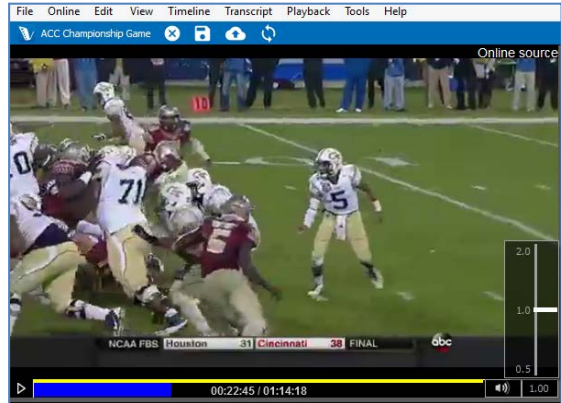 File Online Edit View Timeline Transcript Playback Tools Help
ACC Championship Game
Online source
10
0
71
5
5
2.0
1.0
0.5
NCAA FBS Houston 31 Cincinnati 38 FINAL abc
00:22:45 / 01:14:18 1.00